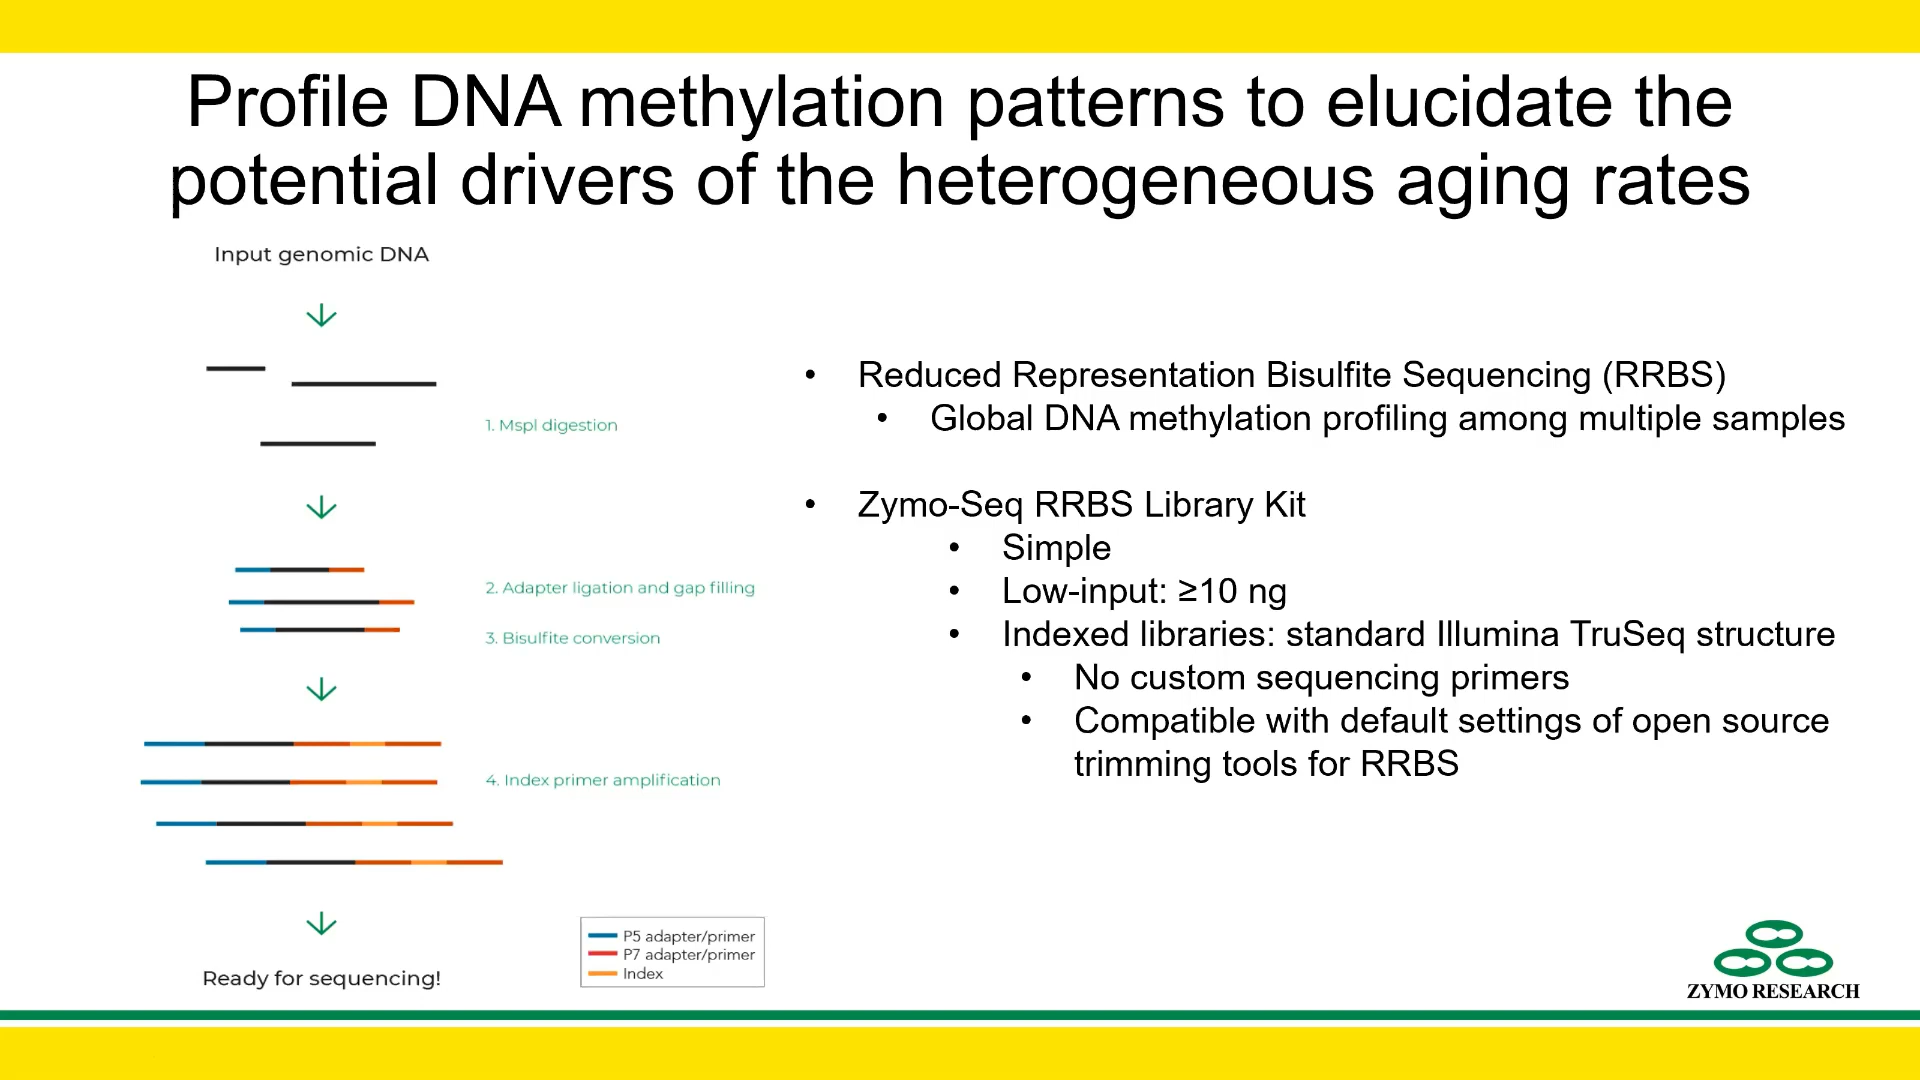 Profile DNA methylation patterns to elucidate the
potential drivers of the heterogeneous aging rates
Input genomic DNA
1. MspI digestion
2. Adapter ligation and gap filling
3. Bisulfite conversion
4. Index primer amplification
Ready for sequencing!
P5 adapter/primer
P7 adapter/primer
Index
• Reduced Representation Bisulfite Sequencing (RRBS)
• Global DNA methylation profiling among multiple samples
• Zymo-Seq RRBS Library Kit
• Simple
• Low-input: ≥10 ng
• Indexed libraries: standard Illumina TruSeq structure
• No custom sequencing primers
• Compatible with default settings of open source
trimming tools for RRBS
ZYMO RESEARCH